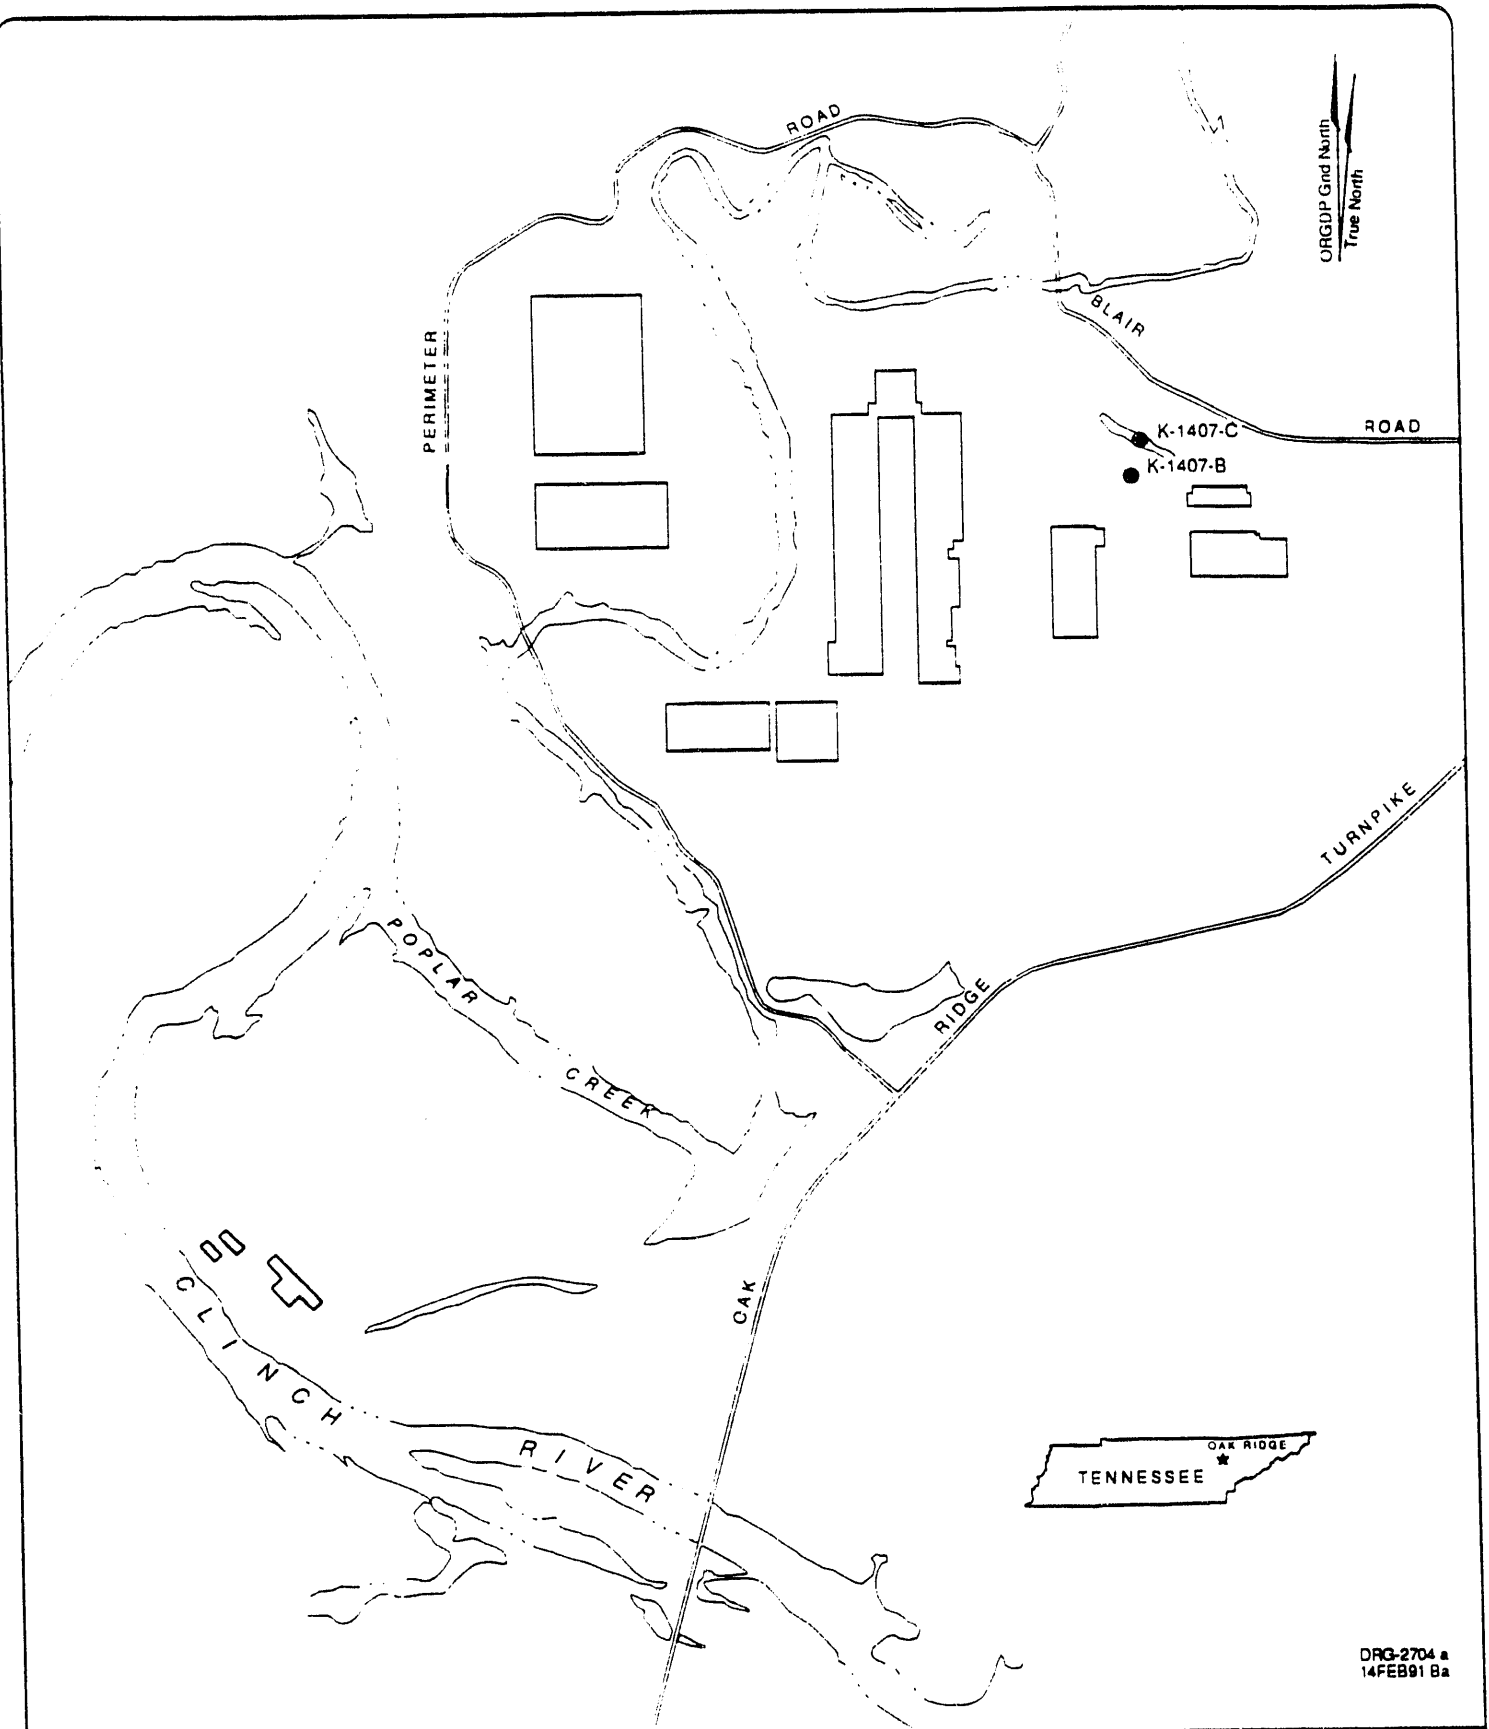 ROAD
ORGDP Gnd North
True North
PERIMETER
BLAIR
ROAD
K-1407-C
K-1407-B
TURNPIKE
POPLAR
CREEK
RIDGE
OAK
CLINCH
RIVER
OAK RIDGE
TENNESSEE
DRG-2704 a
14FEB91 Ba